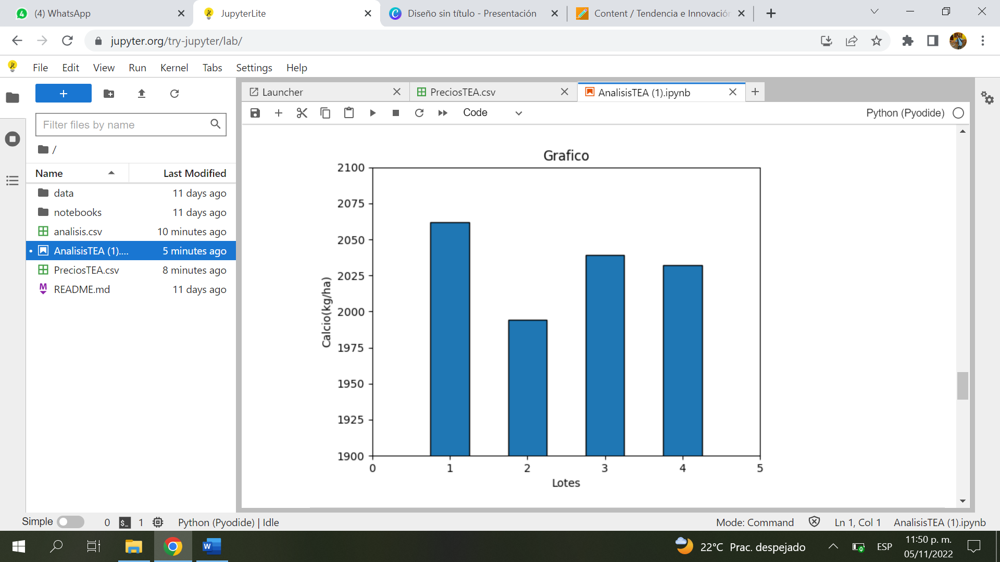 (4) WhatsApp
JupyterLite
Diseño sin título - Presentación
Content / Tendencia e Innovación
jupyter.org/try-jupyter/lab/
File Edit View Run Kernel Tabs Settings Help
Launcher
PreciosTEA.csv
AnalisisTEA (1).ipynb
Code
Python (Pyodide)
Filter files by name
/
Name Last Modified
data 11 days ago
notebooks 11 days ago
analisis.csv 10 minutes ago
AnalisisTEA (1).... 5 minutes ago
PreciosTEA.csv 8 minutes ago
README.md 11 days ago
Grafico
2100
2075
2050
2025
2000
1975
1950
1925
1900
Calcio(kg/ha)
0 1 2 3 4 5
Lotes
Simple 0 $_ 1 Python (Pyodide) | Idle
Mode: Command Ln 1, Col 1 AnalisisTEA (1).ipynb
22°C Prac. despejado
ESP
11:50 p. m.
05/11/2022